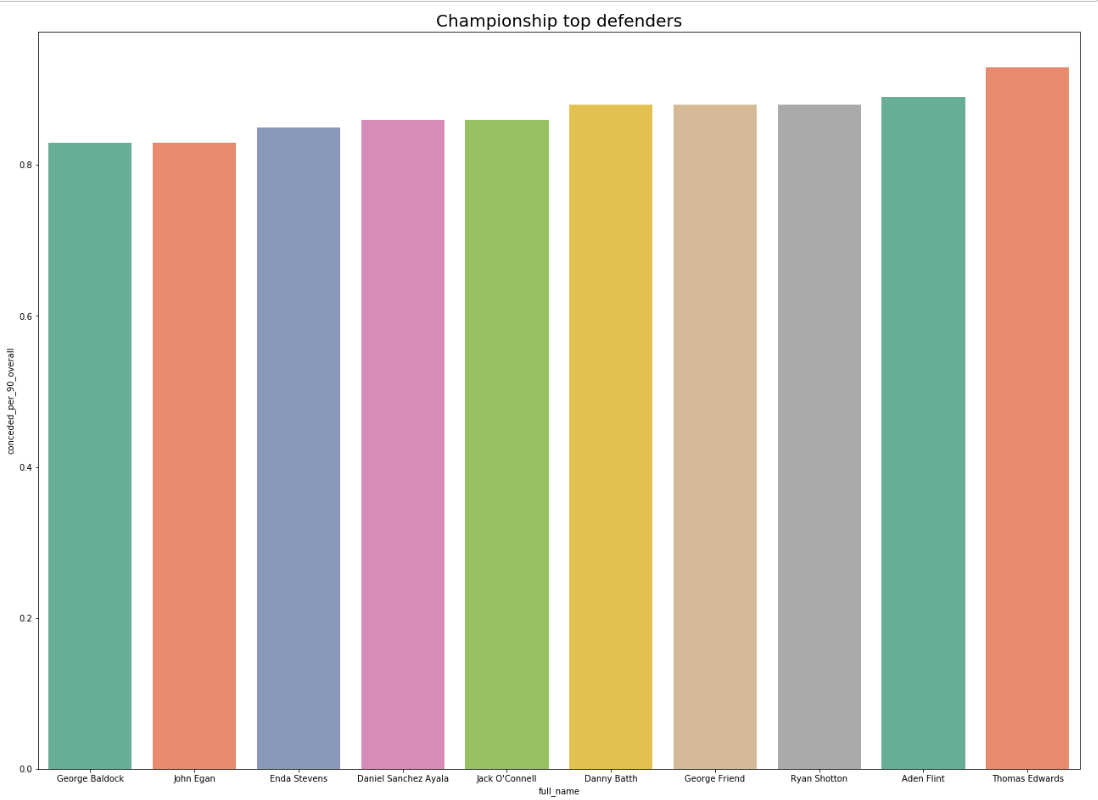 Championship top defenders
conceded_per_90_overall
0.8
0.6
0.4
0.2
0.0
George Baldock
John Egan
Enda Stevens
Daniel Sanchez Ayala
Jack O'Connell
Danny Batth
George Friend
Ryan Shotton
Aden Flint
Thomas Edwards
full_name